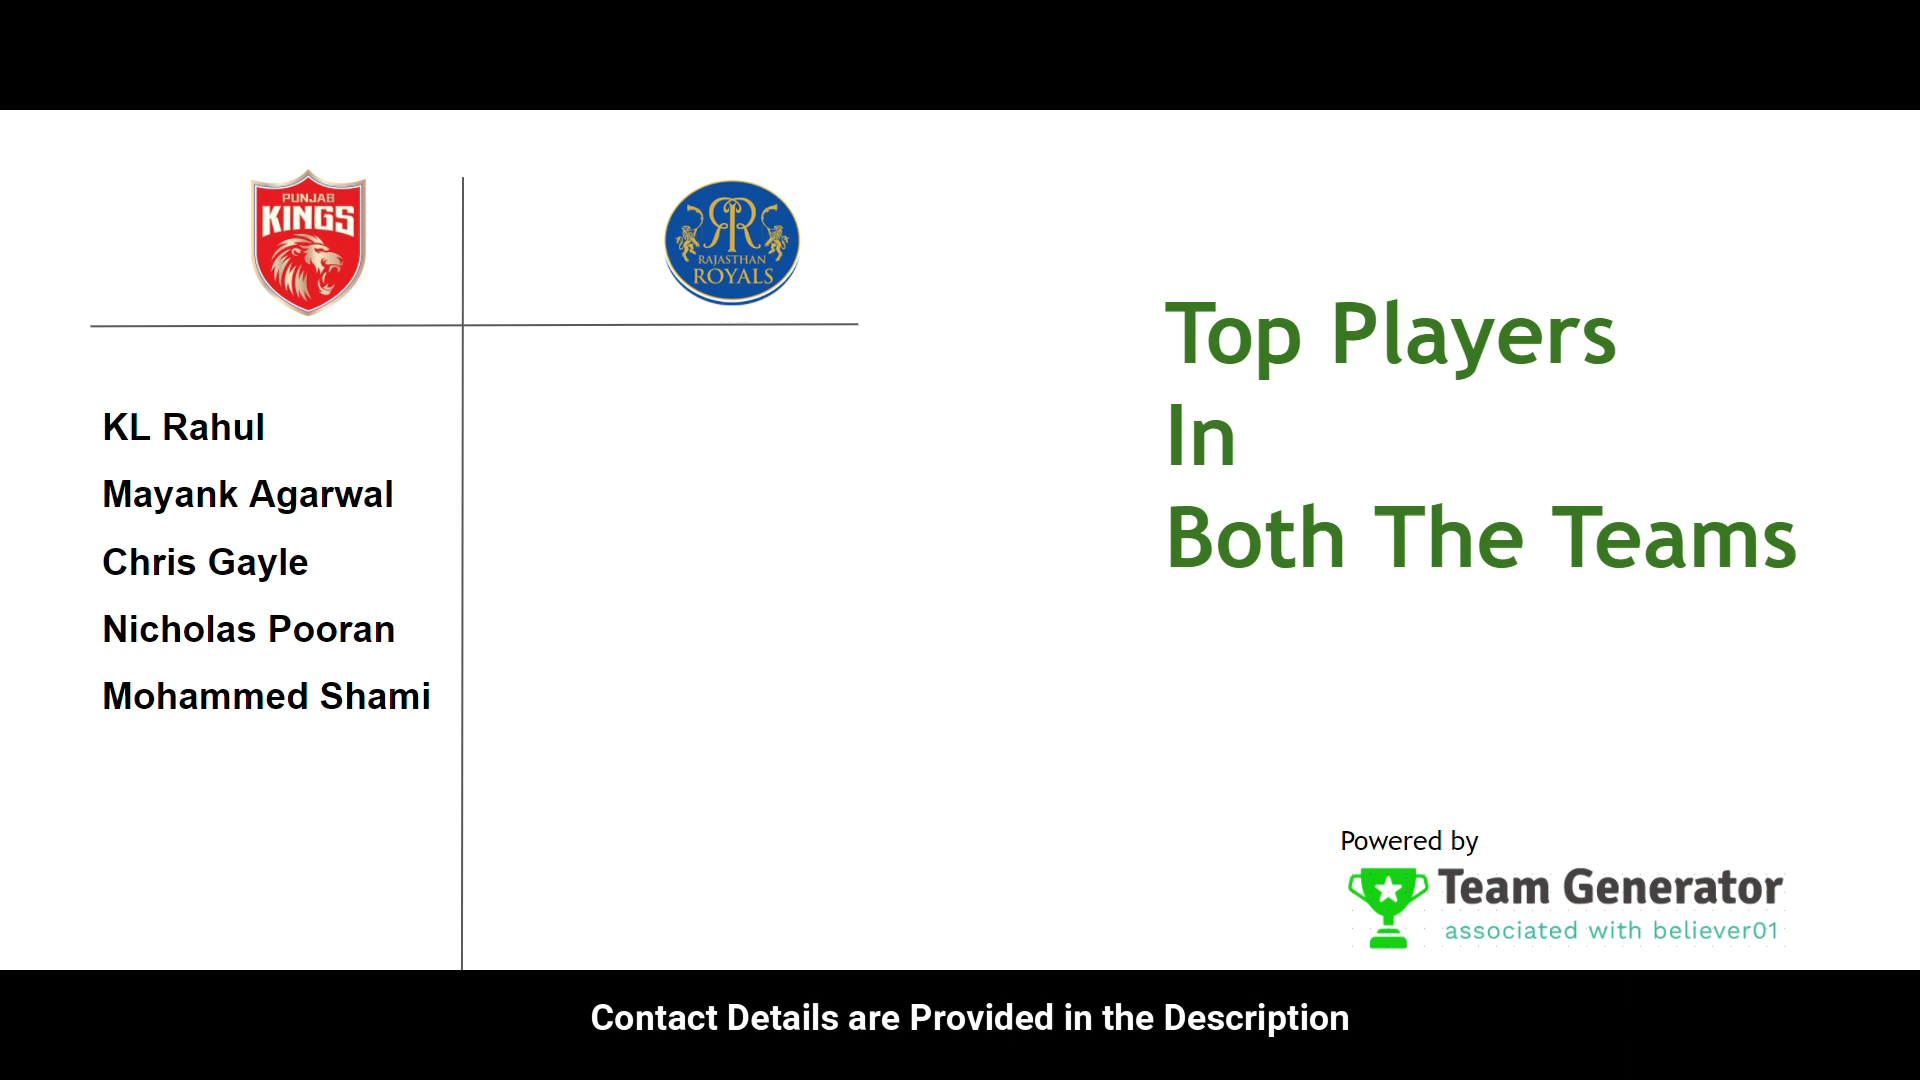 PUNJAB
KINGS
RR
RAJASTHAN
ROYALS
KL Rahul
Mayank Agarwal
Chris Gayle
Nicholas Pooran
Mohammed Shami
Top Players
In
Both The Teams
Powered by
Team Generator
associated with believer01
Contact Details are Provided in the Description